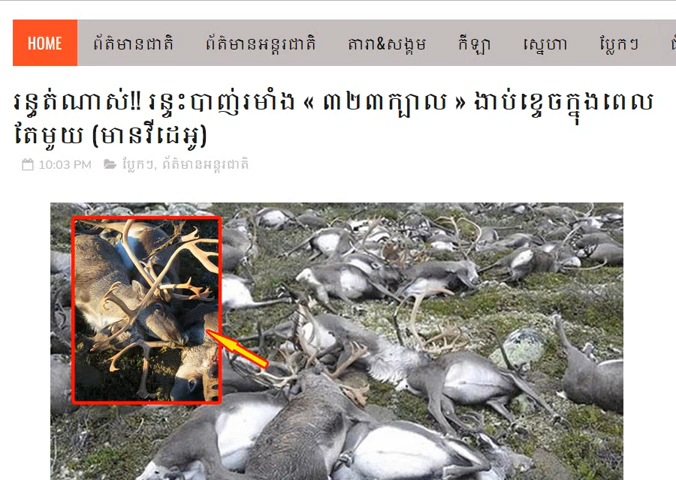 HOME ព័ត៌មានជាតិ ព័ត៌មានអន្តរជាតិ តារា&សង្គម កីឡា ស្នេហា ប្លែកៗ
រន្ធត់ណាស់!! រន្ទះបាញ់រមាំង « ៣២៣ក្បាល » ងាប់ខ្ទេចក្នុងពេល
តែមួយ (មានវីដេអូ)
10:03 PM ប្លែកៗ, ព័ត៌មានអន្តរជាតិ